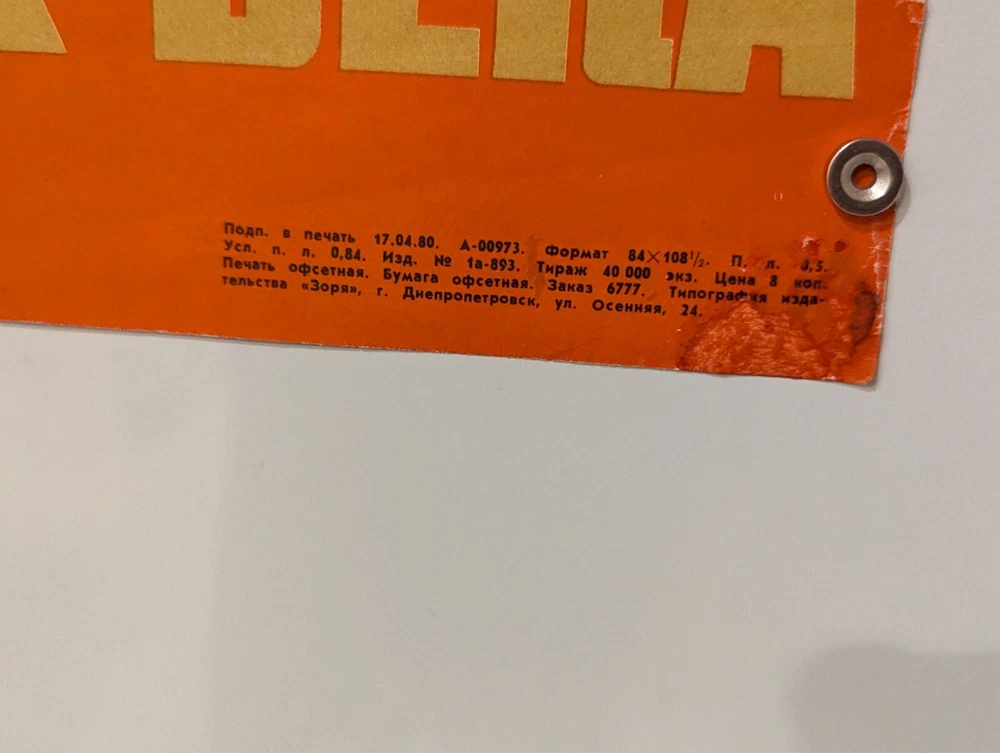 Подп. в печать 17.04.80. А-00973. Формат 84×108¹/₂. П. л. 0,5.
Усл. п. л. 0,84. Изд. № 1а-893. Тираж 40 000 экз. Цена 8 коп.
Печать офсетная. Бумага офсетная. Заказ 6777. Типография изда-
тельства «Зоря», г. Днепропетровск, ул. Осенняя, 24.